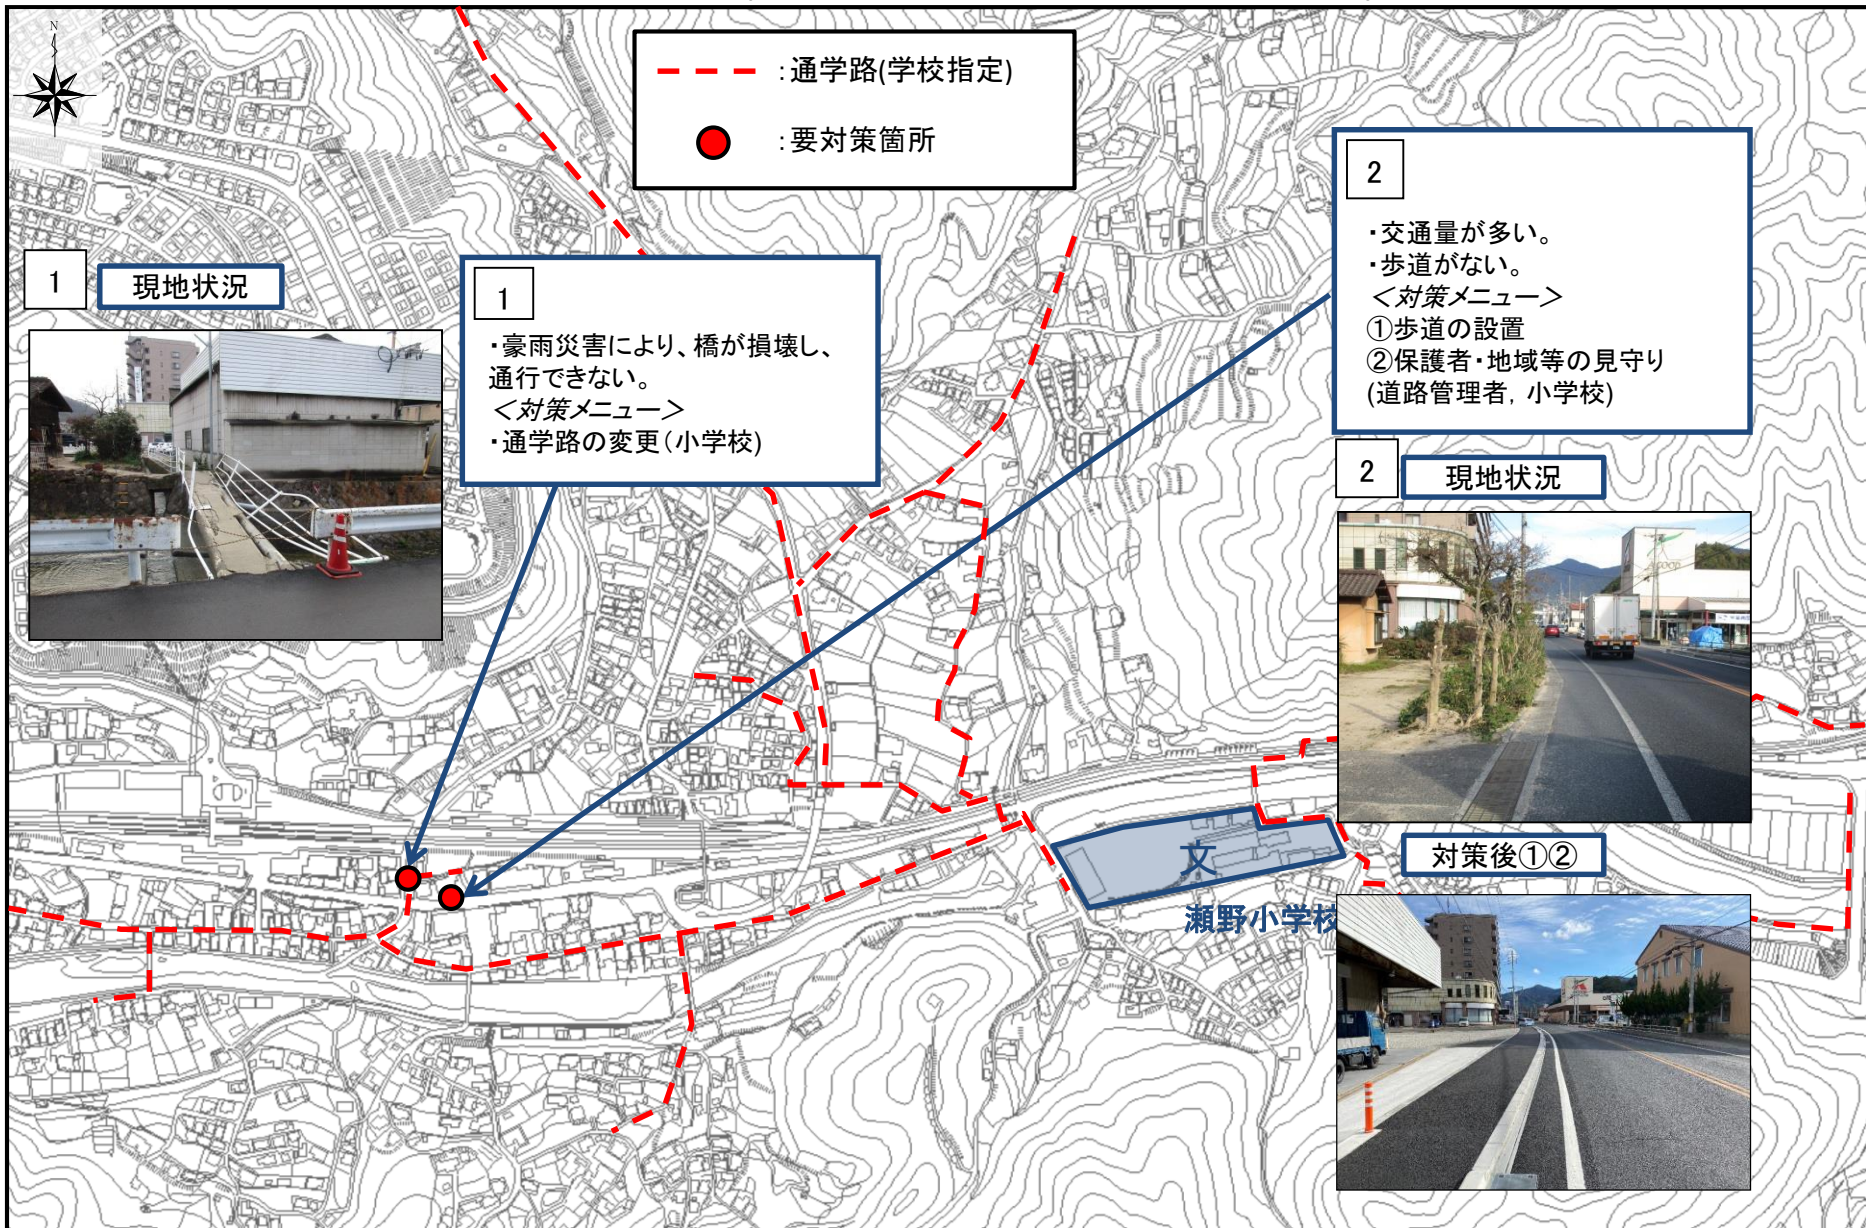 N
：通学路(学校指定)
：要対策箇所
1
現地状況
1
・豪雨災害により、橋が損壊し、
通行できない。
＜対策メニュー＞
・通学路の変更（小学校）
2
・交通量が多い。
・歩道がない。
＜対策メニュー＞
①歩道の設置
②保護者・地域等の見守り
(道路管理者, 小学校)
2
現地状況
対策後①②
文
瀬野小学校